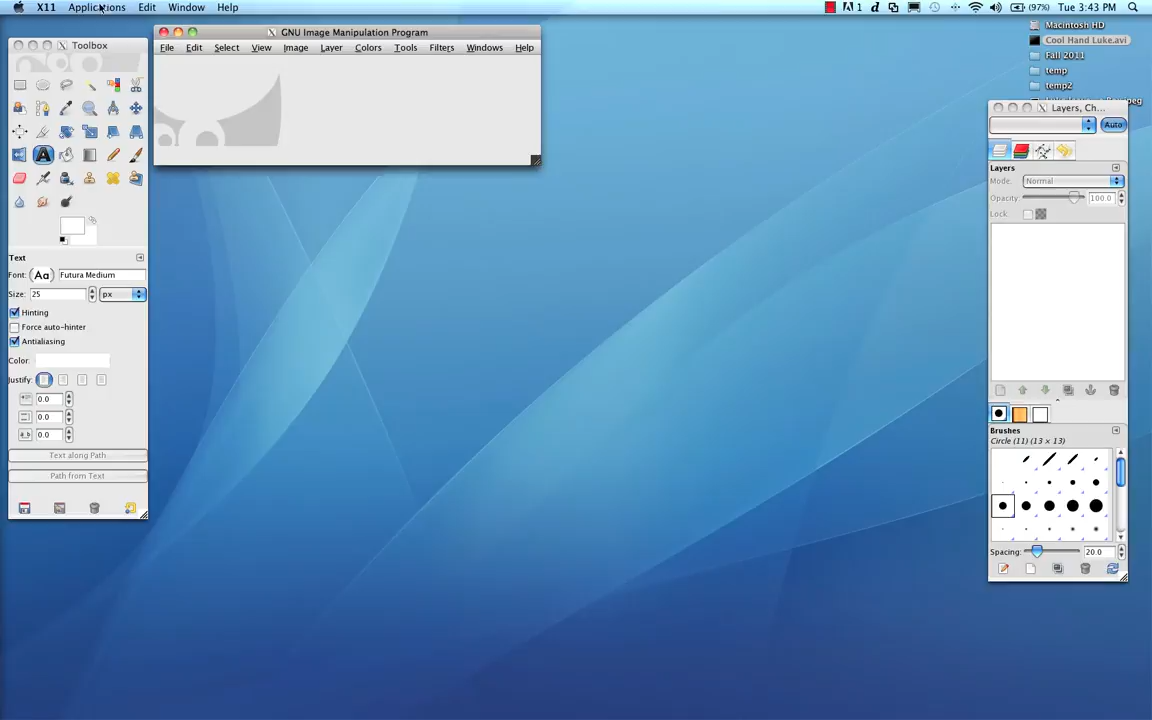 X11 Applications Edit Window Help
1 (97%) Tue 3:43 PM
Macintosh HD
Cool Hand Luke.avi
Fall 2011
temp
temp2
Toolbox
GNU Image Manipulation Program
File Edit Select View Image Layer Colors Tools Filters Windows Help
Text
Font: Aa Futura Medium
Size: 25 px
Hinting
Force auto-hinter
Antialiasing
Color:
Justify:
0.0
0.0
0.0
Text along Path
Path from Text
Layers, Ch...
Auto
Layers
Mode: Normal
Opacity: 100.0
Lock:
Brushes
Circle (11) (13 × 13)
Spacing: 20.0